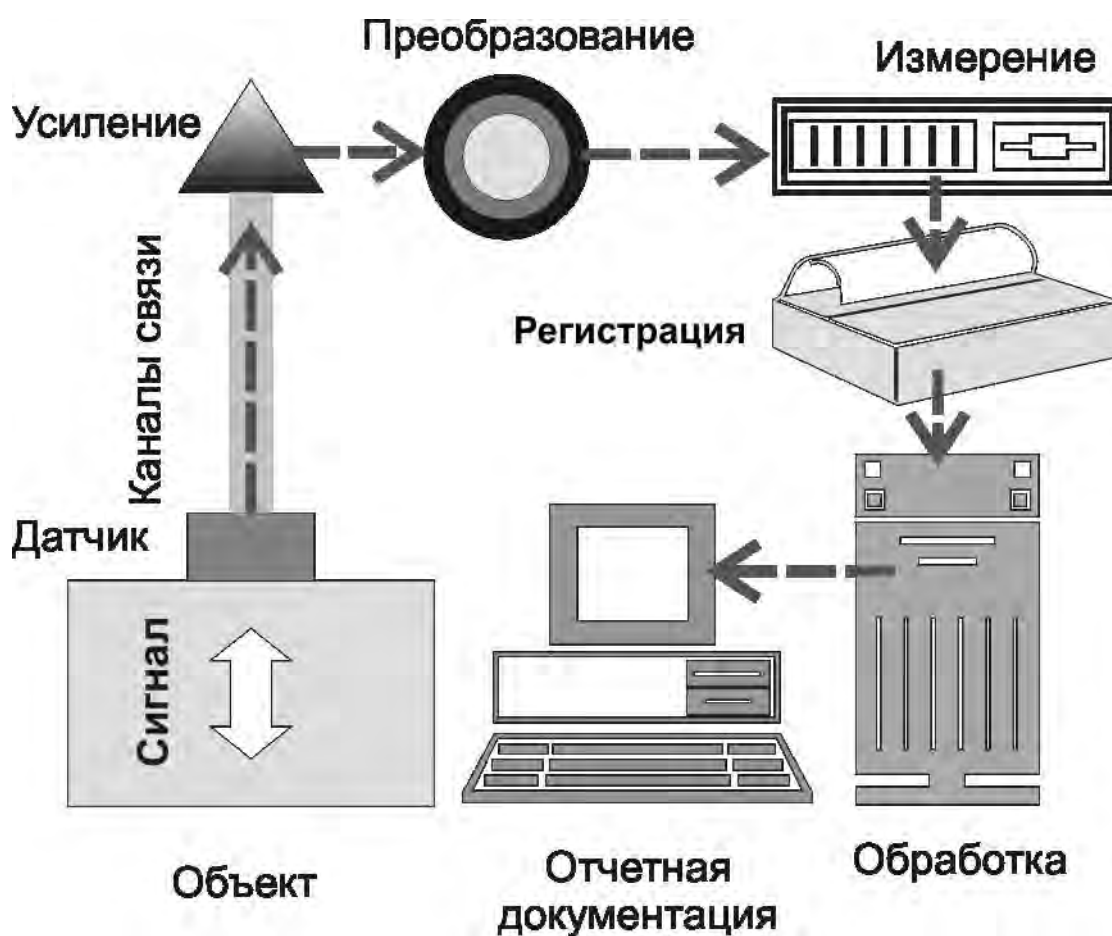 Преобразование
Измерение
Усиление
Каналы связи
Регистрация
Датчик
Сигнал
Объект
Отчетная
документация
Обработка